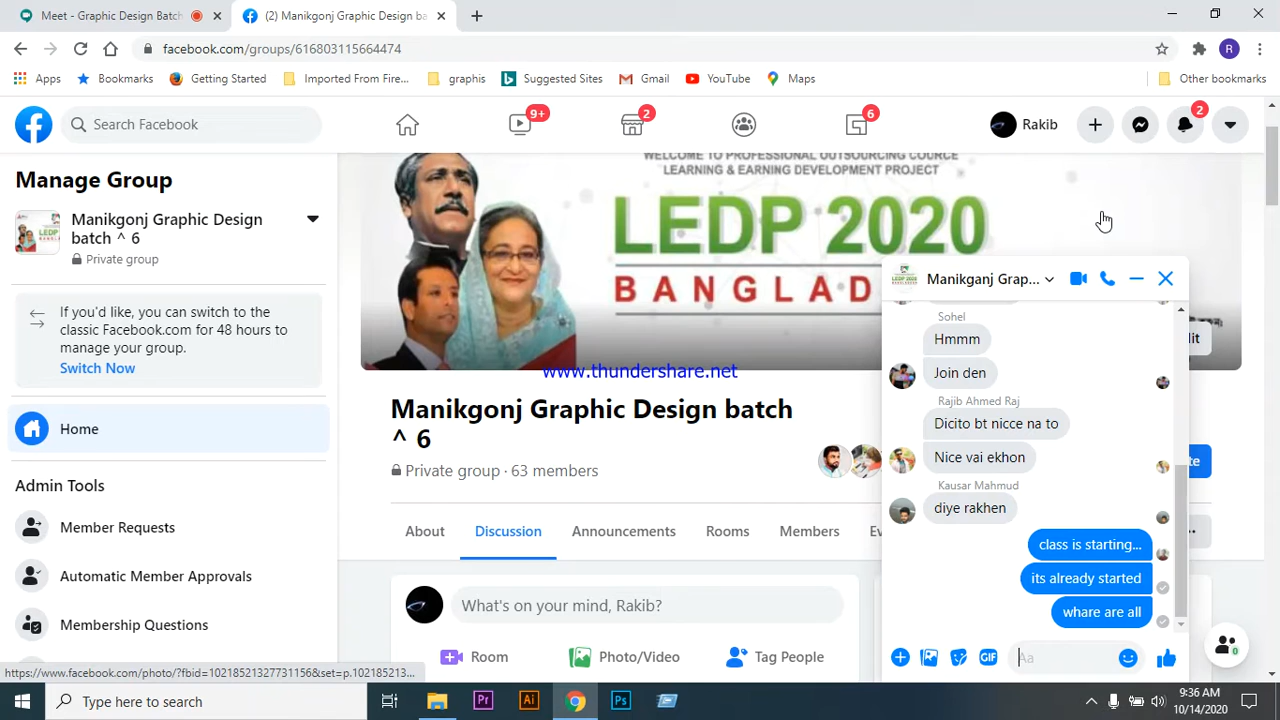 Meet - Graphic Design Batch
(2) Manikgonj Graphic Design ba
facebook.com/groups/616803115664474
R
Apps
Bookmarks
Getting Started
Imported From Fire...
graphis
Suggested Sites
Gmail
YouTube
Maps
Other bookmarks
Search Facebook
9+
2
6
Rakib
2
Manage Group
Manikgonj Graphic Design
batch ^ 6
Private group
If you'd like, you can switch to the
classic Facebook.com for 48 hours to
manage your group.
Switch Now
Home
Admin Tools
Member Requests
Automatic Member Approvals
Membership Questions
https://www.facebook.com/photo/?fbid=10218521327731156&set=p.102185213...
WELCOME TO PROFESSIONAL OUTSOURCING COURCE
LEARNING & EARNING DEVELOPMENT PROJECT
LEDP 2020
BANGLAD
www.thundershare.net
Manikgonj Graphic Design batch
^ 6
Private group · 63 members
About
Discussion
Announcements
Rooms
Members
Ev
What's on your mind, Rakib?
Room
Photo/Video
Tag People
Manikganj Grap...
Sohel
Hmmm
Join den
Rajib Ahmed Raj
Dicito bt nicce na to
Nice vai ekhon
Kausar Mahmud
diye rakhen
class is starting...
its already started
whare are all
GIF
Aa
0
Type here to search
Pr
Ai
Ps
9:36 AM
10/14/2020